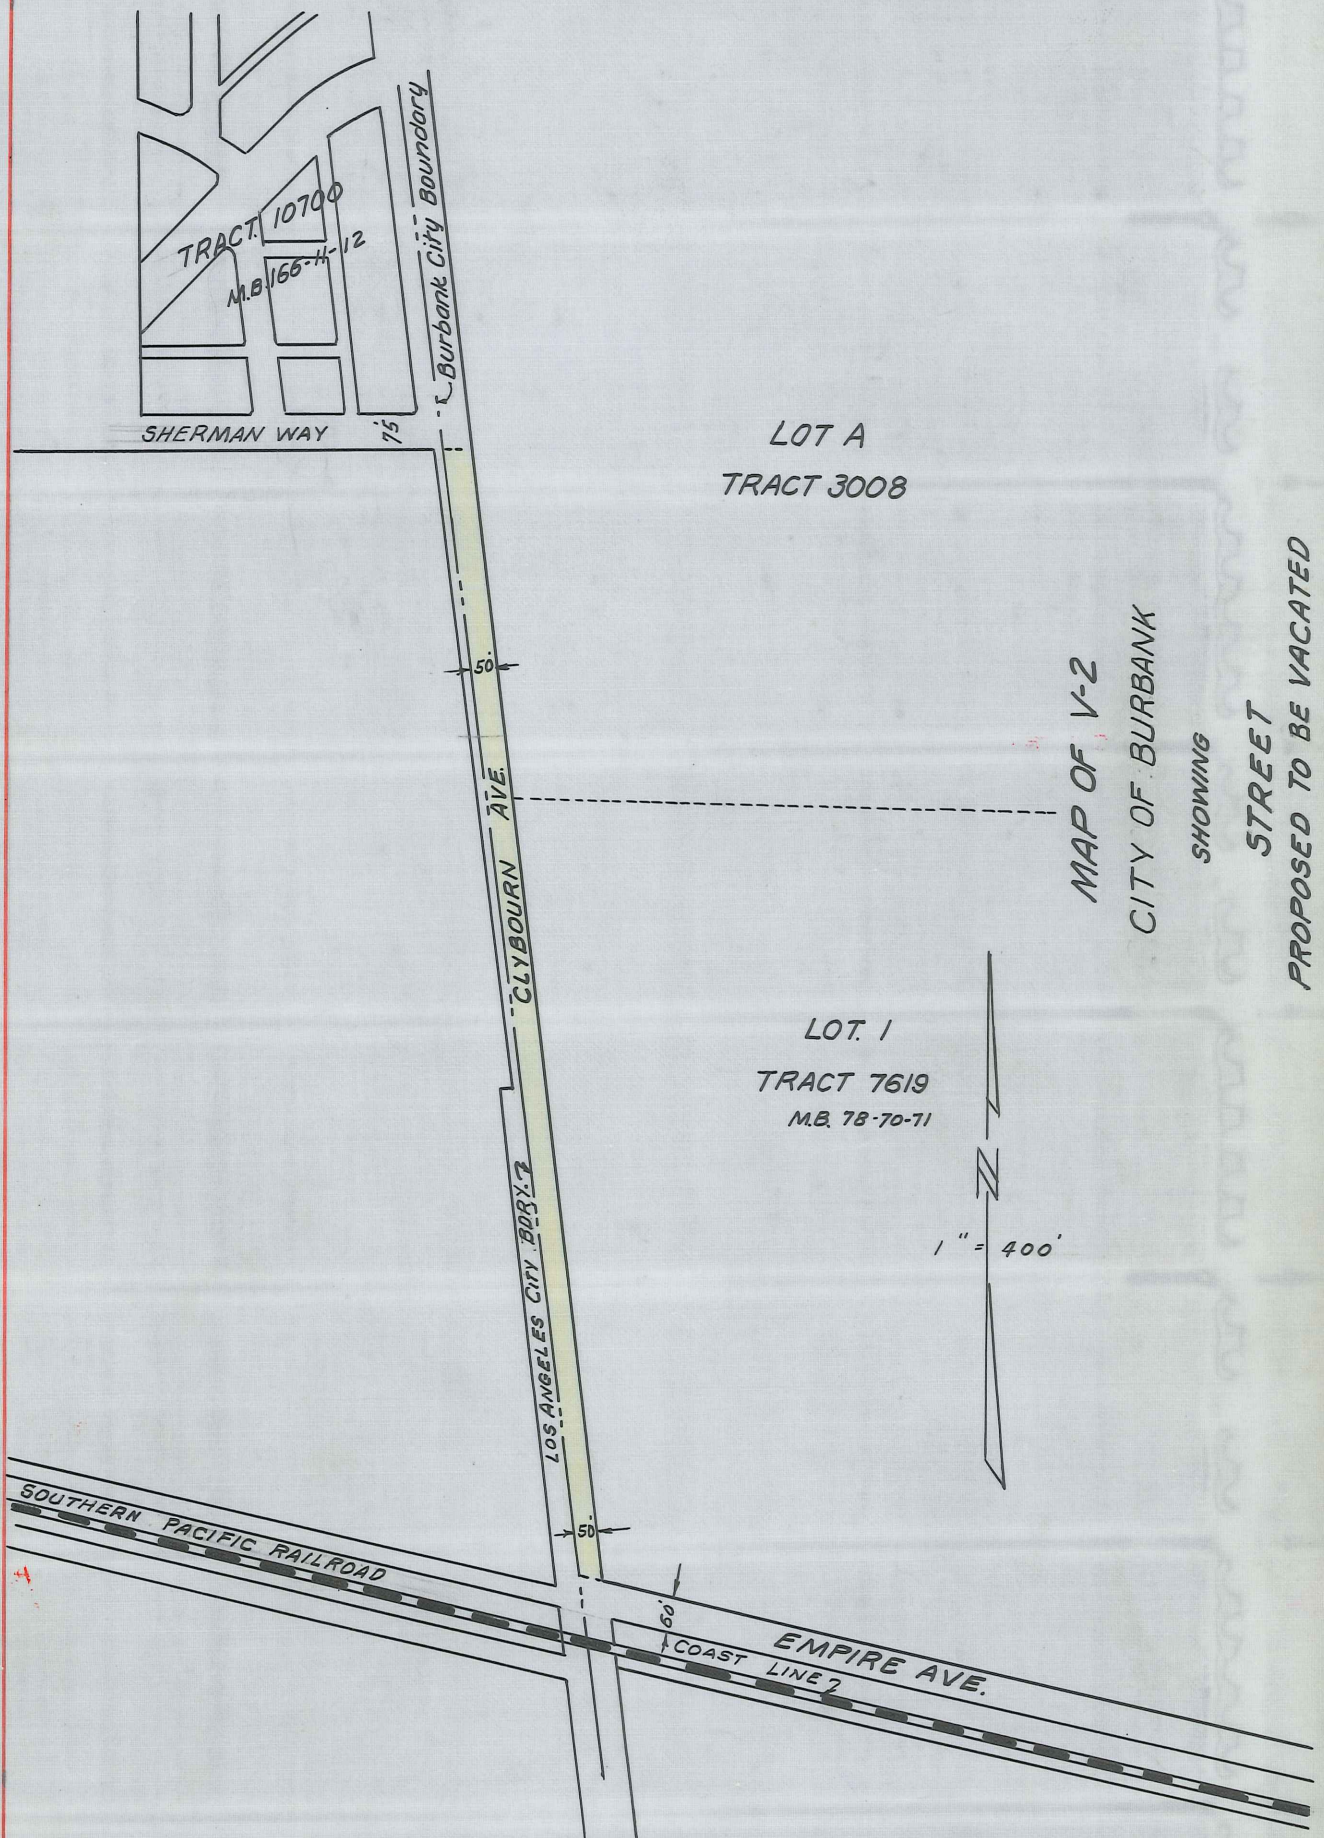 TRACT 10700
M.B. 166-11-12
Burbank City Boundary
SHERMAN WAY
75'
LOT A
TRACT 3008
50'
CLYBOURN AVE.
MAP OF V-2
CITY OF BURBANK
SHOWING
STREET
PROPOSED TO BE VACATED
LOT. 1
TRACT 7619
M.B. 78-70-71
N
1" = 400'
LOS ANGELES CITY BDRY.
50'
SOUTHERN PACIFIC RAILROAD
60'
COAST LINE
EMPIRE AVE.